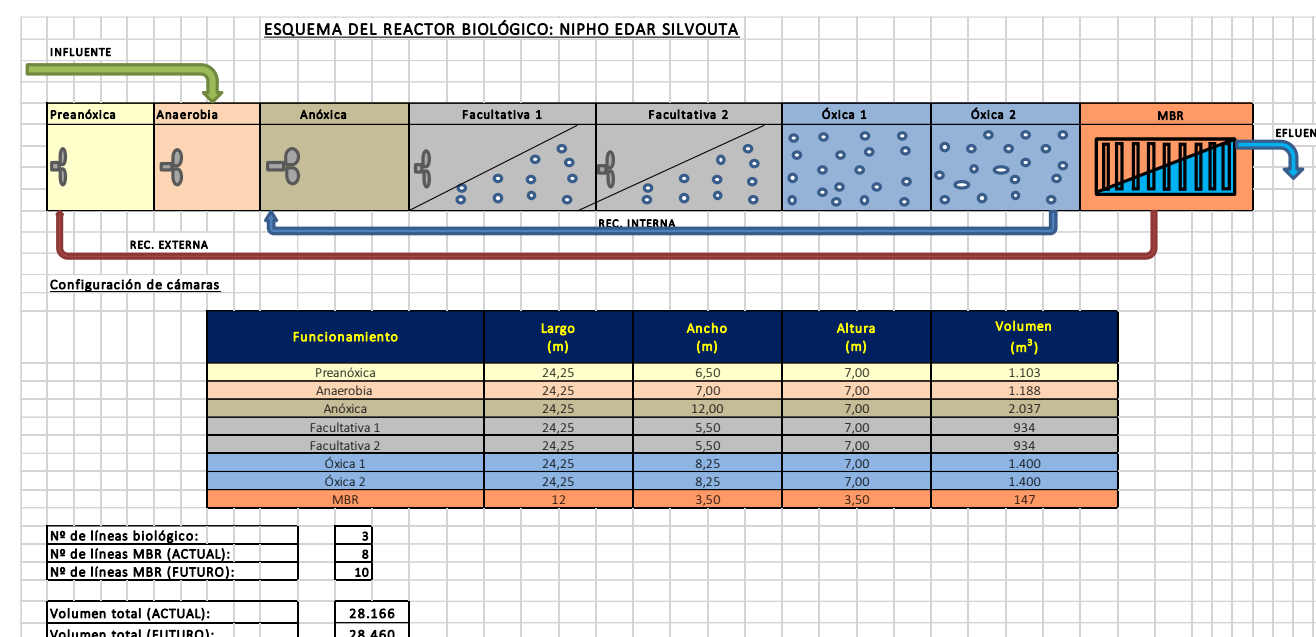 ESQUEMA DEL REACTOR BIOLÓGICO: NIPHO EDAR SILVOUTA
INFLUENTE
Preanóxica Anaerobia Anóxica Facultativa 1 Facultativa 2 Óxica 1 Óxica 2 MBR
EFLUEN
REC. INTERNA
REC. EXTERNA
Configuración de cámaras
Funcionamiento Largo (m) Ancho (m) Altura (m) Volumen (m³)
Preanóxica 24,25 6,50 7,00 1.103
Anaerobia 24,25 7,00 7,00 1.188
Anóxica 24,25 12,00 7,00 2.037
Facultativa 1 24,25 5,50 7,00 934
Facultativa 2 24,25 5,50 7,00 934
Óxica 1 24,25 8,25 7,00 1.400
Óxica 2 24,25 8,25 7,00 1.400
MBR 12 3,50 3,50 147
Nº de líneas biológico: 3
Nº de líneas MBR (ACTUAL): 8
Nº de líneas MBR (FUTURO): 10
Volumen total (ACTUAL): 28.166
Volumen total (FUTURO): 28.460